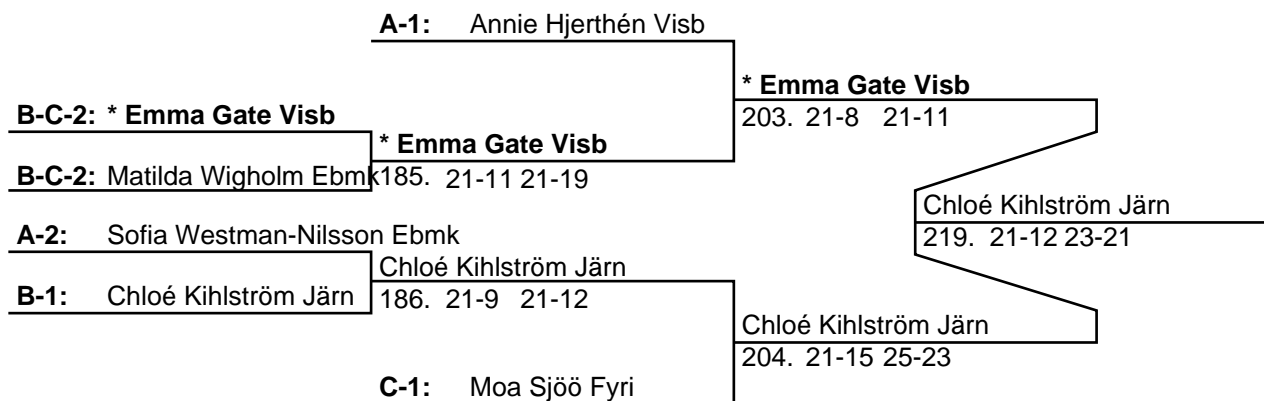 A-1: Annie Hjerthén Visb
* Emma Gate Visb
B-C-2: * Emma Gate Visb
203. 21-8 21-11
* Emma Gate Visb
B-C-2: Matilda Wigholm Ebmk
185. 21-11 21-19
Chloé Kihlström Järn
A-2: Sofia Westman-Nilsson Ebmk
219. 21-12 23-21
Chloé Kihlström Järn
B-1: Chloé Kihlström Järn
186. 21-9 21-12
Chloé Kihlström Järn
204. 21-15 25-23
C-1: Moa Sjöö Fyri